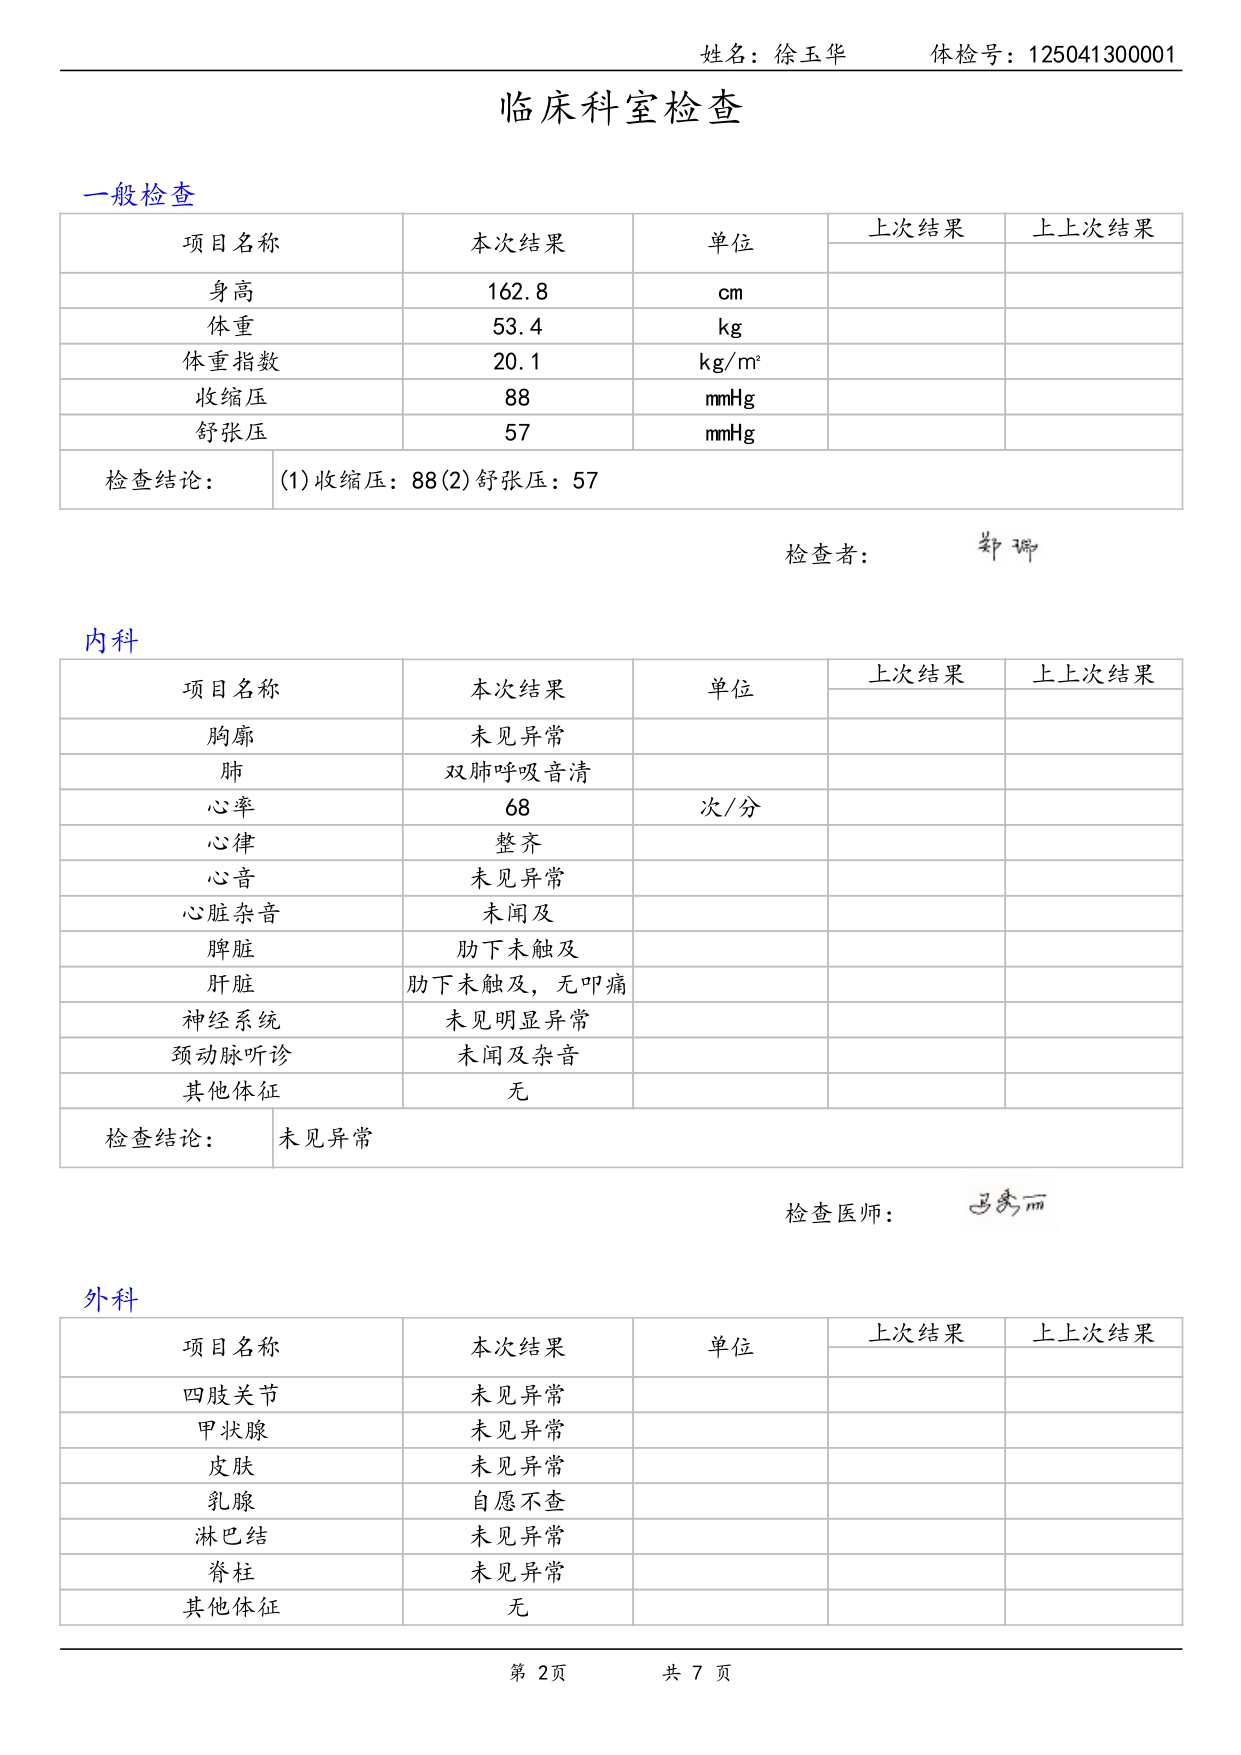 姓名：徐玉华 体检号：125041300001
临床科室检查
一般检查
项目名称 本次结果 单位 上次结果 上上次结果
身高 162.8 cm
体重 53.4 kg
体重指数 20.1 kg/m²
收缩压 88 mmHg
舒张压 57 mmHg
检查结论： (1)收缩压：88(2)舒张压：57
检查者： 郑瑞
内科
项目名称 本次结果 单位 上次结果 上上次结果
胸廓 未见异常
肺 双肺呼吸音清
心率 68 次/分
心律 整齐
心音 未见异常
心脏杂音 未闻及
脾脏 肋下未触及
肝脏 肋下未触及，无叩痛
神经系统 未见明显异常
颈动脉听诊 未闻及杂音
其他体征 无
检查结论： 未见异常
检查医师： 马秀丽
外科
项目名称 本次结果 单位 上次结果 上上次结果
四肢关节 未见异常
甲状腺 未见异常
皮肤 未见异常
乳腺 自愿不查
淋巴结 未见异常
脊柱 未见异常
其他体征 无
第 2页 共 7 页